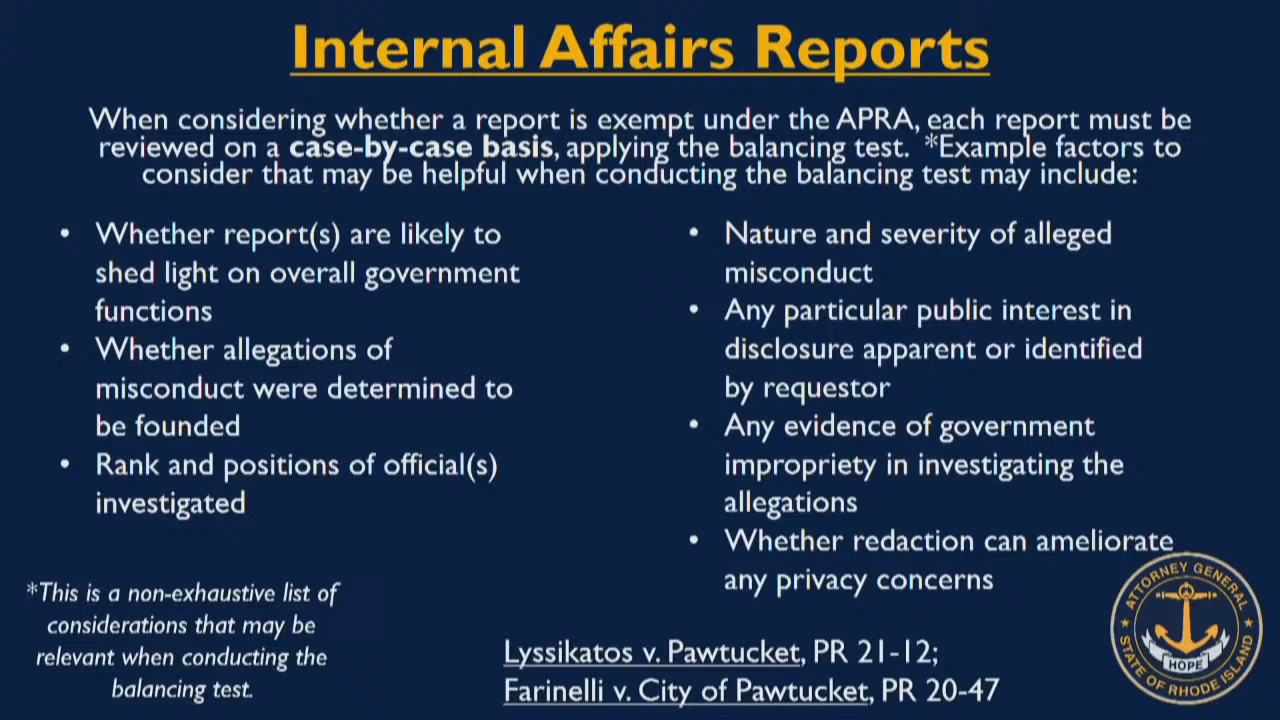 Internal Affairs Reports
When considering whether a report is exempt under the APRA, each report must be
reviewed on a case-by-case basis, applying the balancing test. *Example factors to
consider that may be helpful when conducting the balancing test may include:
• Whether report(s) are likely to
shed light on overall government
functions
• Whether allegations of
misconduct were determined to
be founded
• Rank and positions of official(s)
investigated
• Nature and severity of alleged
misconduct
• Any particular public interest in
disclosure apparent or identified
by requestor
• Any evidence of government
impropriety in investigating the
allegations
• Whether redaction can ameliorate
any privacy concerns
*This is a non-exhaustive list of
considerations that may be
relevant when conducting the
balancing test.
Lyssikatos v. Pawtucket, PR 21-12;
Farinelli v. City of Pawtucket, PR 20-47
ATTORNEY GENERAL
HOPE
STATE OF RHODE ISLAND